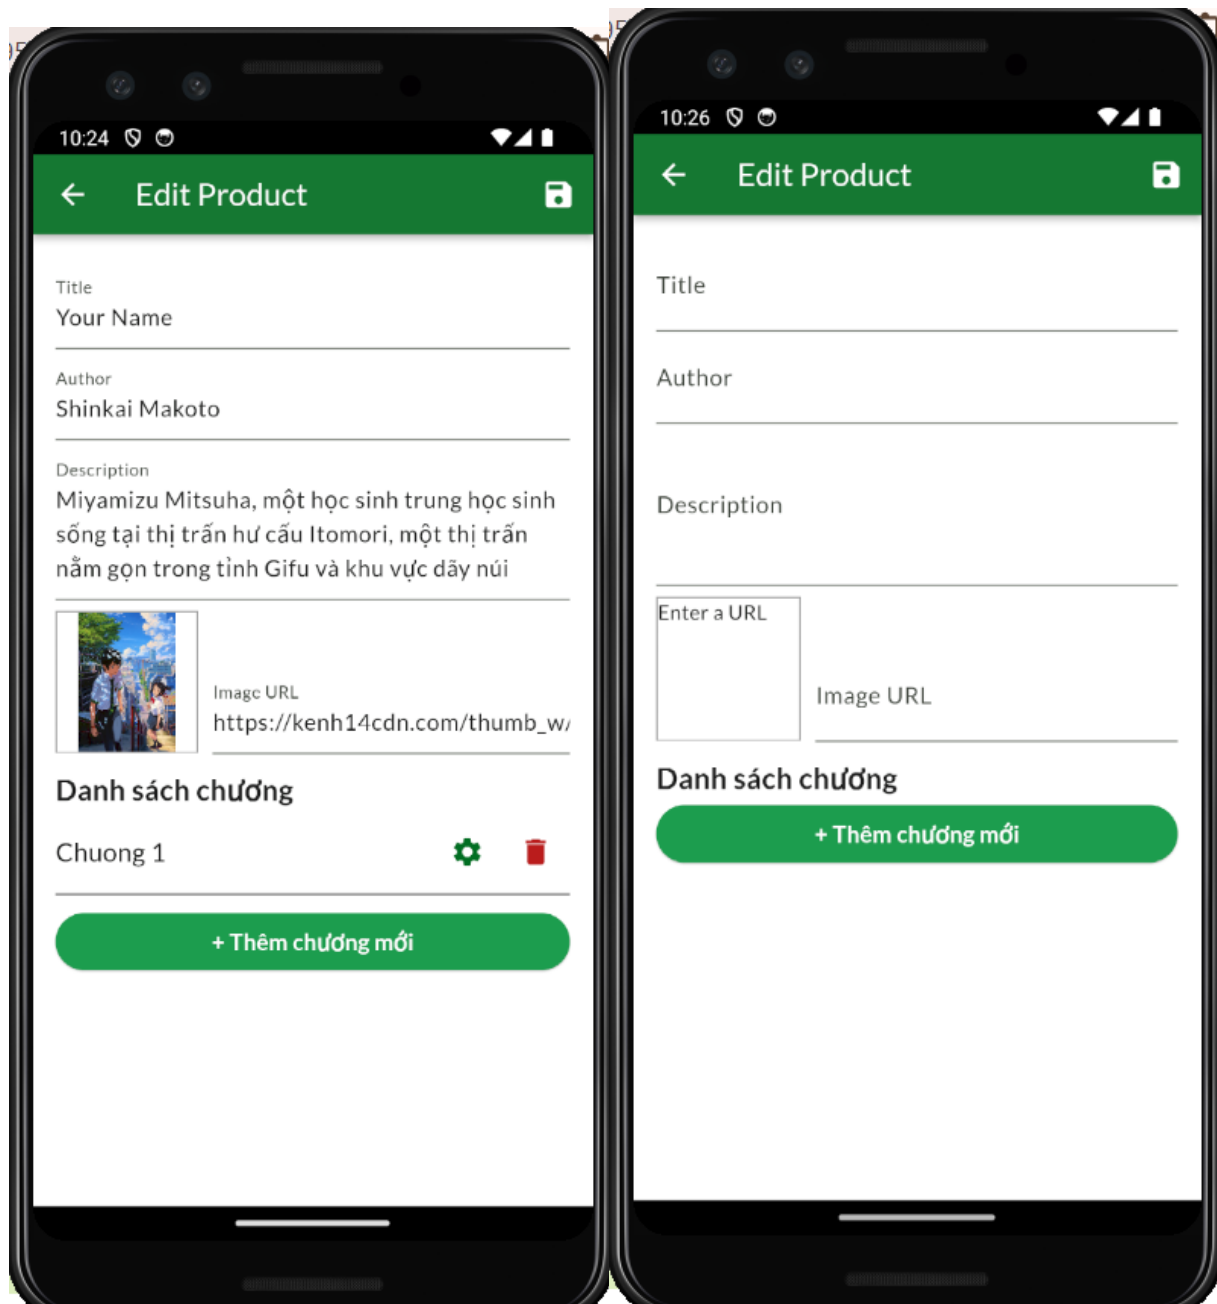 10:24
Edit Product
Title
Your Name
Author
Shinkai Makoto
Description
Miyamizu Mitsuha, một học sinh trung học sinh
sống tại thị trấn hư cấu Itomori, một thị trấn
nằm gọn trong tỉnh Gifu và khu vực dãy núi
Image URL
https://kenh14cdn.com/thumb_w/
Danh sách chương
Chuong 1
+ Thêm chương mới
10:26
Edit Product
Title
Author
Description
Enter a URL
Image URL
Danh sách chương
+ Thêm chương mới